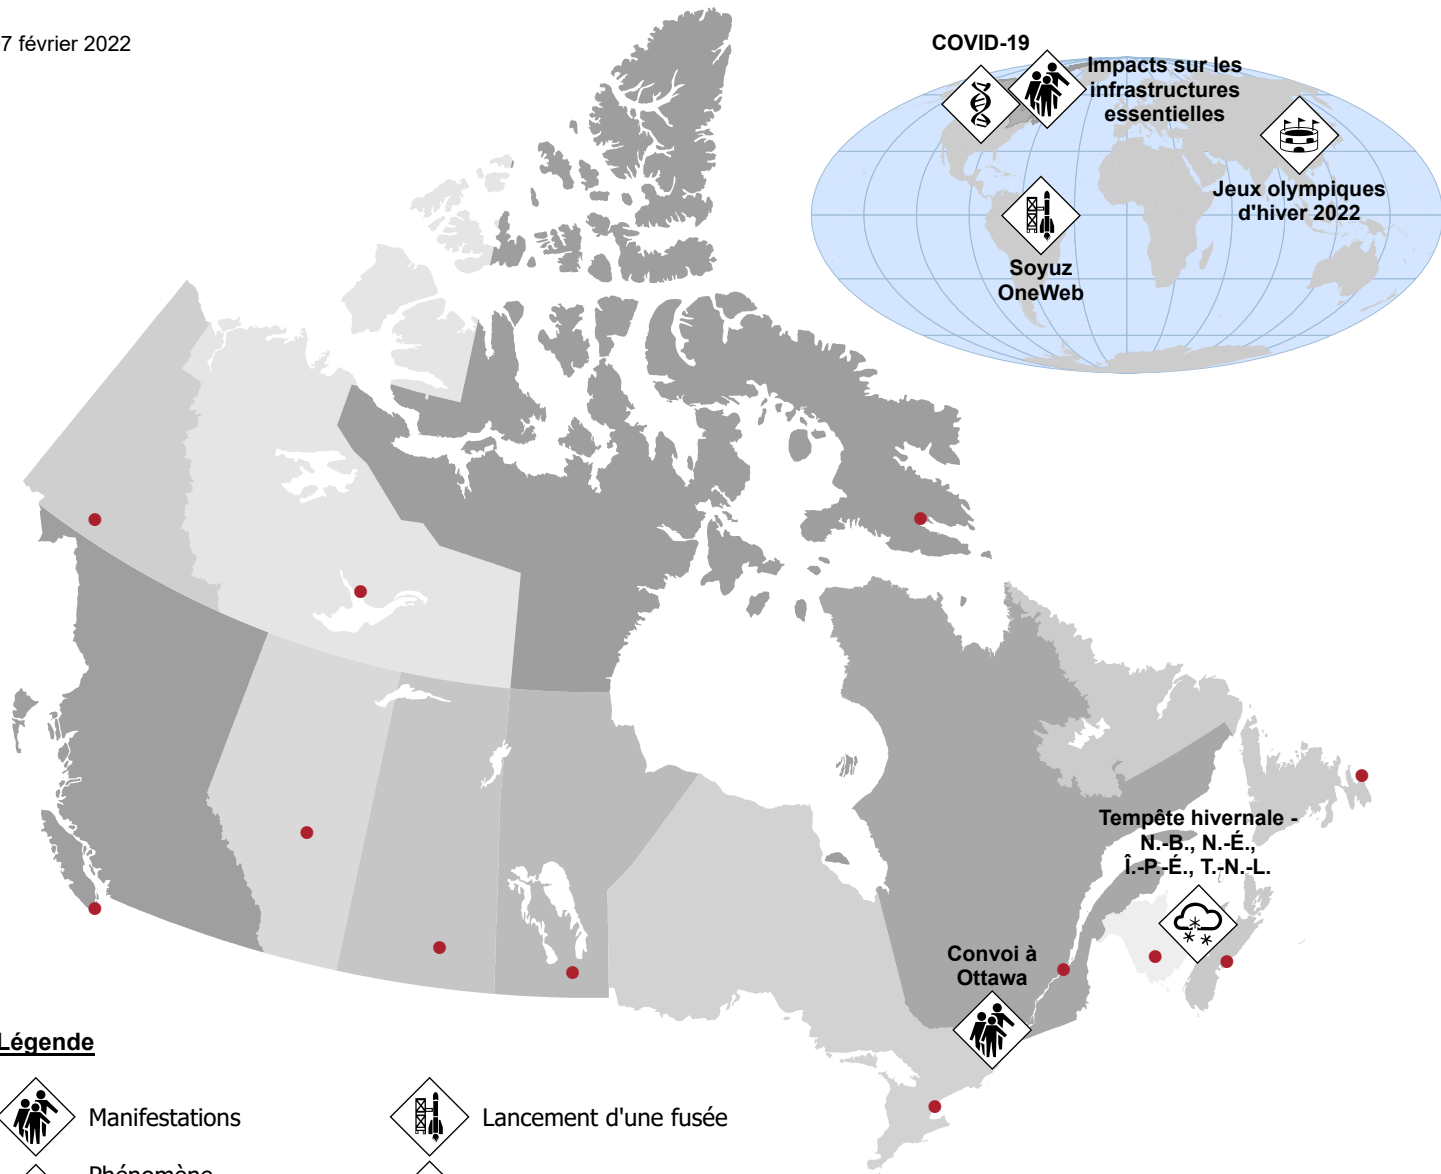 7 février 2022
COVID-19
Impacts sur les
infrastructures
essentielles
Jeux olympiques
d'hiver 2022
Soyuz
OneWeb
Tempête hivernale -
N.-B., N.-É.,
Î.-P.-É., T.-N.-L.
Convoi à
Ottawa
Légende
Manifestations
Lancement d'une fusée
Phénomène